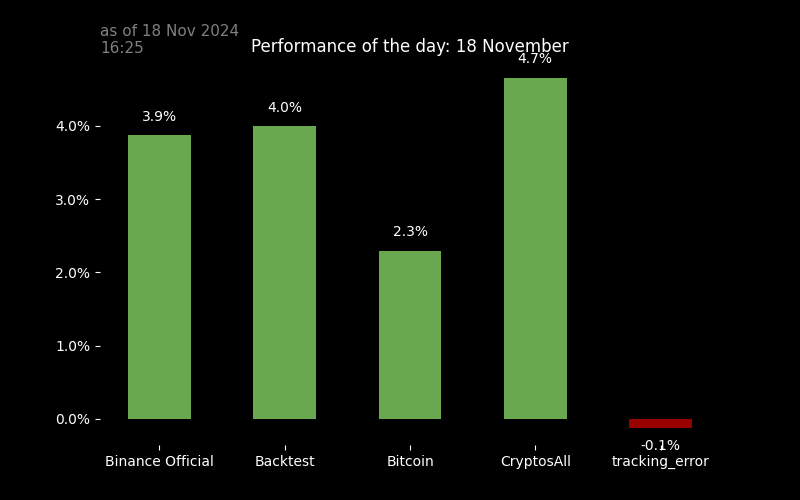 as of 18 Nov 2024
16:25
Performance of the day: 18 November
4.7%
3.9%
4.0%
2.3%
-0.1%
4.0%
3.0%
2.0%
1.0%
0.0%
Binance Official
Backtest
Bitcoin
CryptosAll
tracking_error